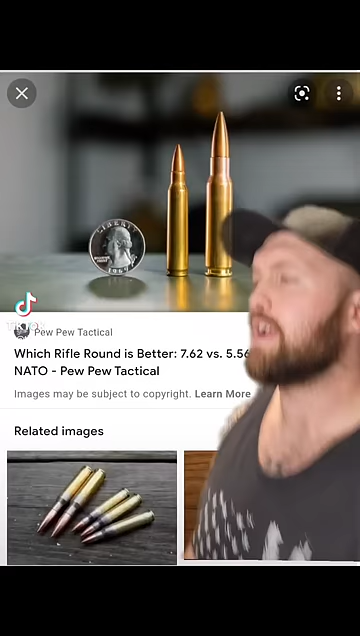 LIBERTY
Pew Pew Tactical
Which Rifle Round is Better: 7.62 vs. 5.56
NATO - Pew Pew Tactical
Images may be subject to copyright. Learn More
Related images